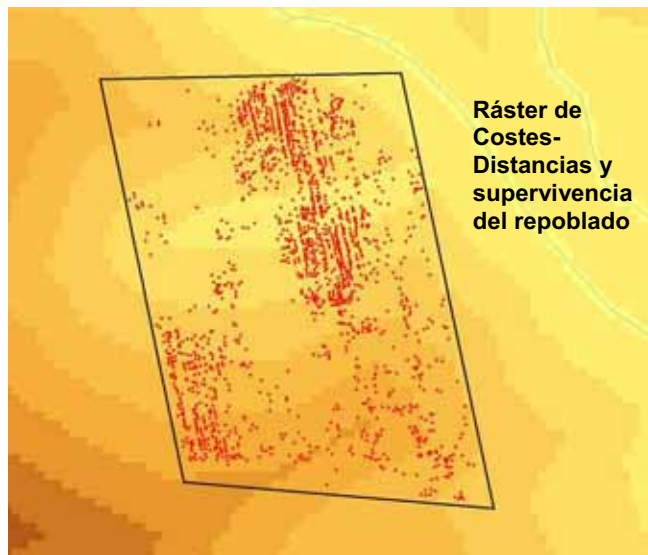 Ráster de
Costes-
Distancias y
supervivencia
del repoblado